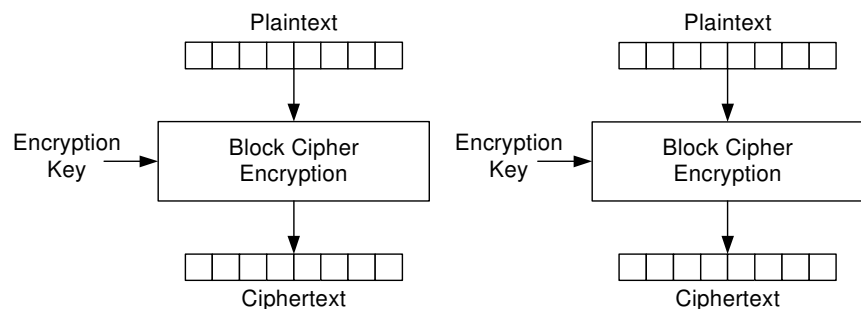 Plaintext
Encryption
Key
Block Cipher
Encryption
Ciphertext
Plaintext
Encryption
Key
Block Cipher
Encryption
Ciphertext